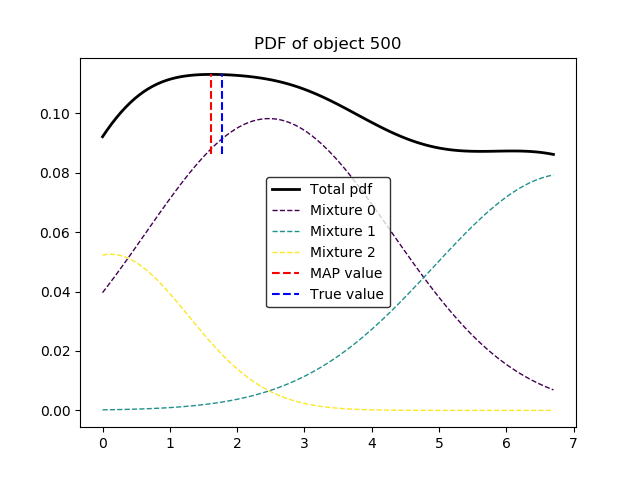 PDF of object 500
0.10
0.08
0.06
0.04
0.02
0.00
Total pdf
Mixture 0
Mixture 1
Mixture 2
MAP value
True value
0 1 2 3 4 5 6 7